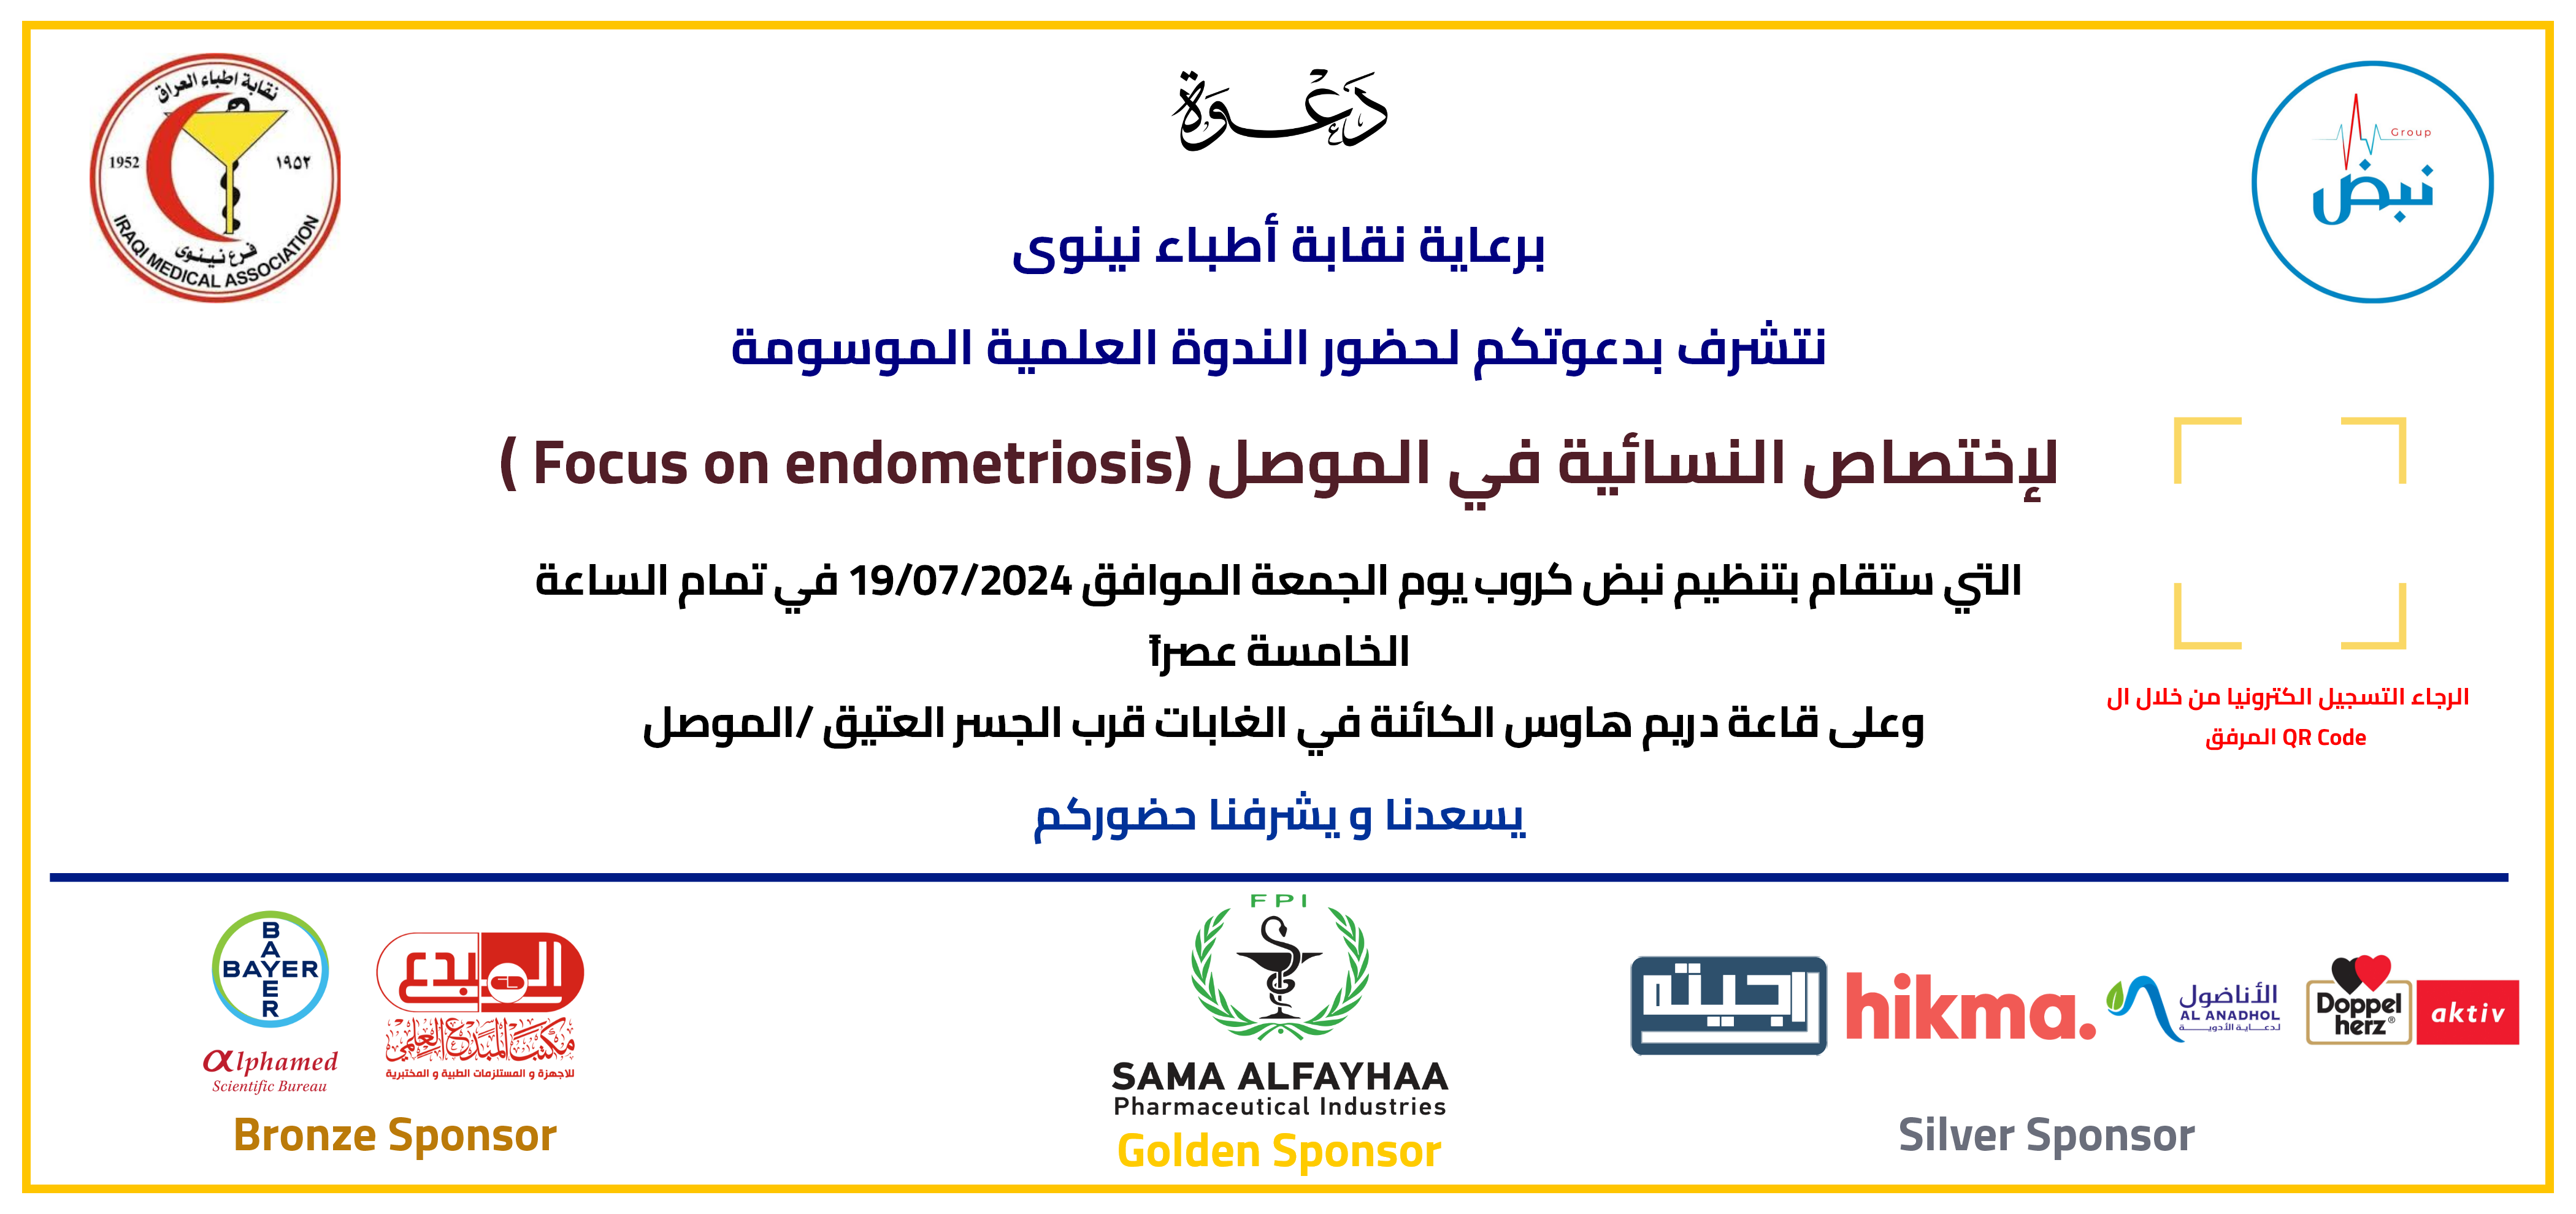 نقابة اطباء العراق
1952
١٩٥٢
فرع نينوى
IRAQI MEDICAL ASSOCIATION
دعوة
Group
نبض
برعاية نقابة أطباء نينوى
نتشرف بدعوتكم لحضور الندوة العلمية الموسومة
لإختصاص النسائية في الموصل (Focus on endometriosis )
التي ستقام بتنظيم نبض كروب يوم الجمعة الموافق 19/07/2024 في تمام الساعة
الخامسة عصراً
وعلى قاعة دريم هاوس الكائنة في الغابات قرب الجسر العتيق /الموصل
يسعدنا و يشرفنا حضوركم
الرجاء التسجيل الكترونيا من خلال ال
QR Code المرفق
BAYER
BAYER
αlphamed
Scientific Bureau
المبدع
مكتب المبدع العلمي
للاجهزة و المستلزمات الطبية و المختبرية
Bronze Sponsor
FPI
SAMA ALFAYHAA
Pharmaceutical Industries
Golden Sponsor
hikma.
الأناضول
AL ANADHOL
لدعاية الأدوية
Doppel
herz®
aktiv
Silver Sponsor